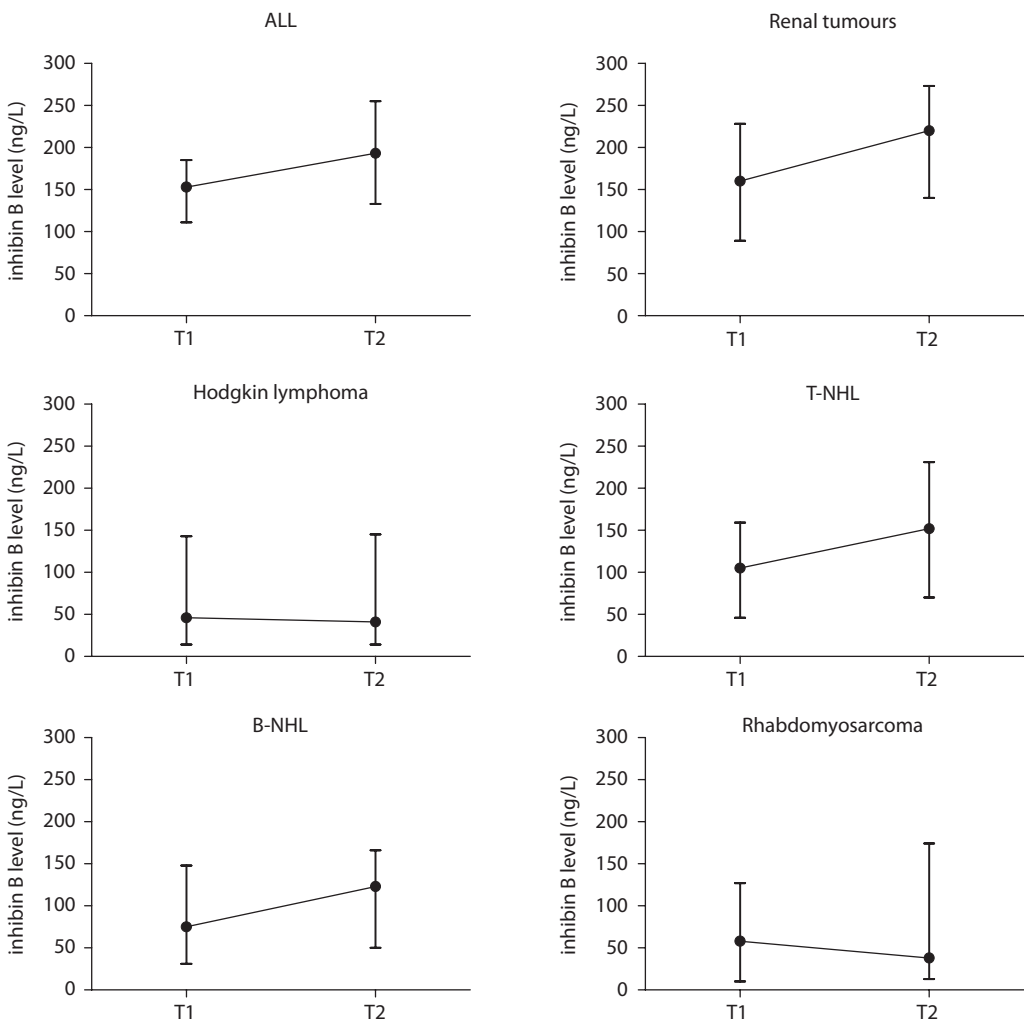 ALL
inhibin B level (ng/L)
300
250
200
150
100
50
0
T1 T2
Renal tumours
inhibin B level (ng/L)
300
250
200
150
100
50
0
T1 T2
Hodgkin lymphoma
inhibin B level (ng/L)
300
250
200
150
100
50
0
T1 T2
T-NHL
inhibin B level (ng/L)
300
250
200
150
100
50
0
T1 T2
B-NHL
inhibin B level (ng/L)
300
250
200
150
100
50
0
T1 T2
Rhabdomyosarcoma
inhibin B level (ng/L)
300
250
200
150
100
50
0
T1 T2